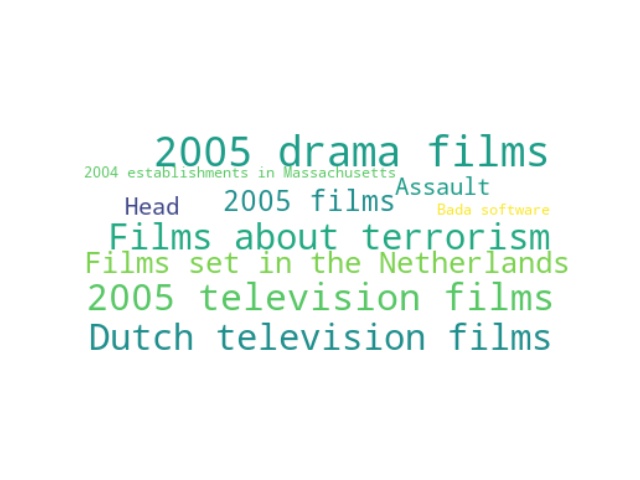 2005 drama films
2004 establishments in Massachusetts
Assault
Head
2005 films
Bada software
Films about terrorism
Films set in the Netherlands
2005 television films
Dutch television films